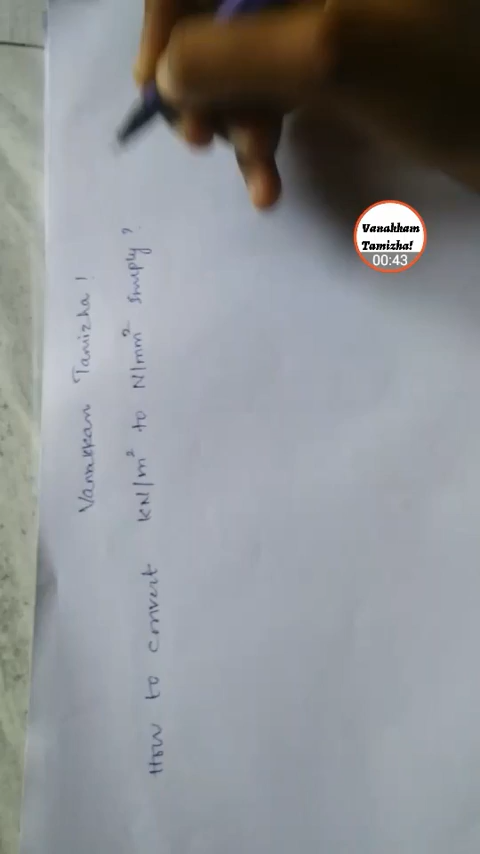 Vanakkam Tamizha!
How to convert kN/m² to N/mm² simply?
Vanakkam
Tamizha!
00:43